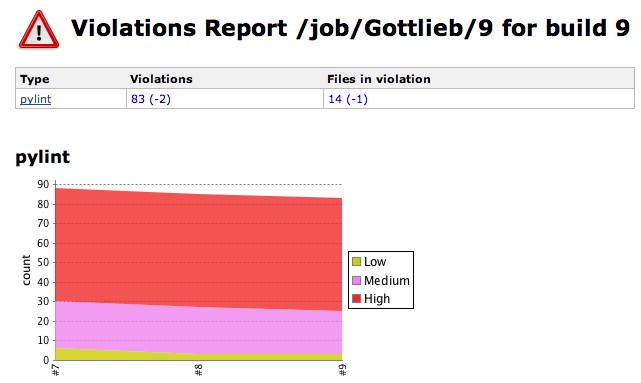 Violations Report /job/Gottlieb/9 for build 9
Type Violations Files in violation
pylint 83 (-2) 14 (-1)
pylint
90
80
70
60
50
40
30
20
10
0
count
#7 #8 #9
Low
Medium
High